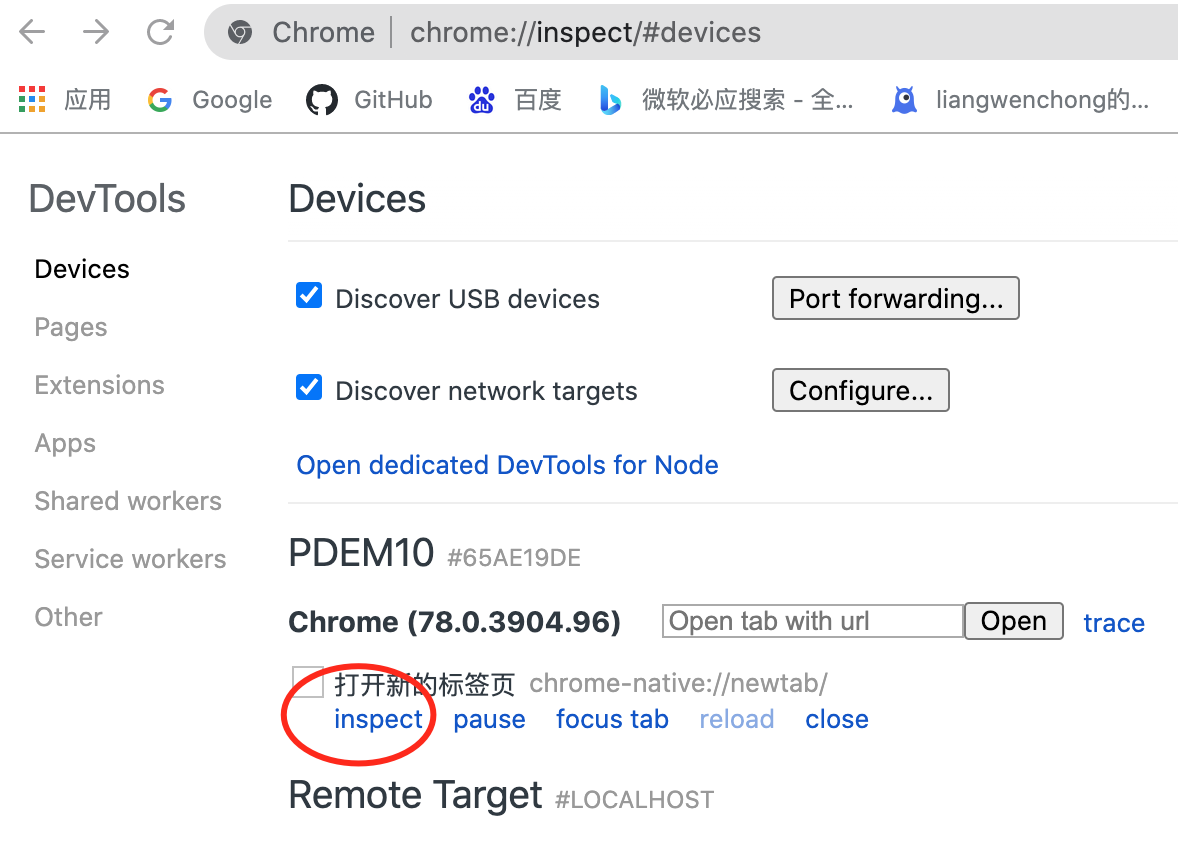 Chrome | chrome://inspect/#devices
应用 Google GitHub 百度 微软必应搜索 - 全... liangwenchong的...
DevTools
Devices
Pages
Extensions
Apps
Shared workers
Service workers
Other
Devices
Discover USB devices Port forwarding...
Discover network targets Configure...
Open dedicated DevTools for Node
PDEM10 #65AE19DE
Chrome (78.0.3904.96) Open tab with url Open trace
打开新的标签页 chrome-native://newtab/
inspect pause focus tab reload close
Remote Target #LOCALHOST